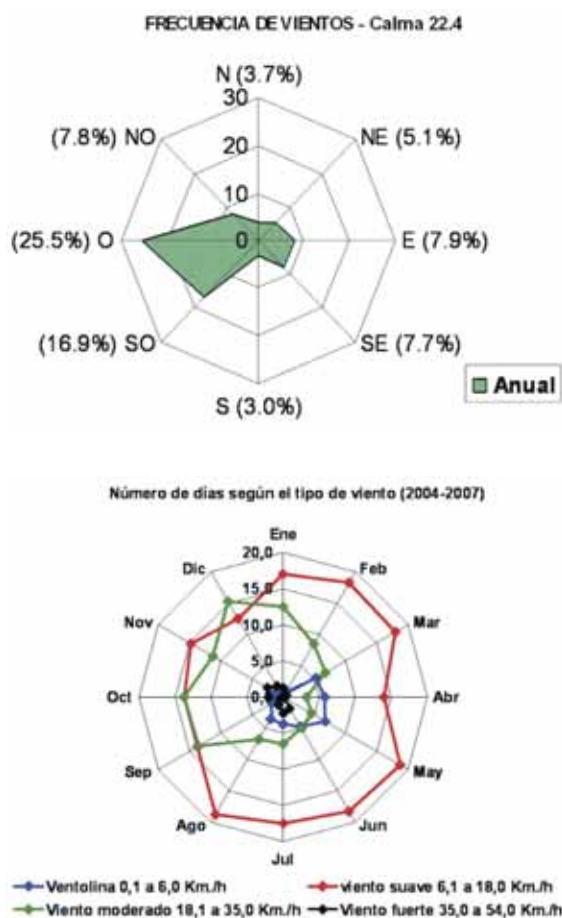 FRECUENCIA DE VIENTOS - Calma 22.4
N (3.7%)
30
(7.8%) NO
NE (5.1%)
20
10
(25.5%) O
0
E (7.9%)
(16.9%) SO
SE (7.7%)
S (3.0%)
Anual
Número de días según el tipo de viento (2004-2007)
Ene
20,0
Dic
Feb
15,0
Nov
10,0
Mar
5,0
Oct
0,0
Abr
Sep
May
Ago
Jun
Jul
Ventolina 0,1 a 6,0 Km./h
viento suave 6,1 a 18,0 Km./h
Viento moderado 18,1 a 35,0 Km./h
Viento fuerte 35,0 a 54,0 Km./h